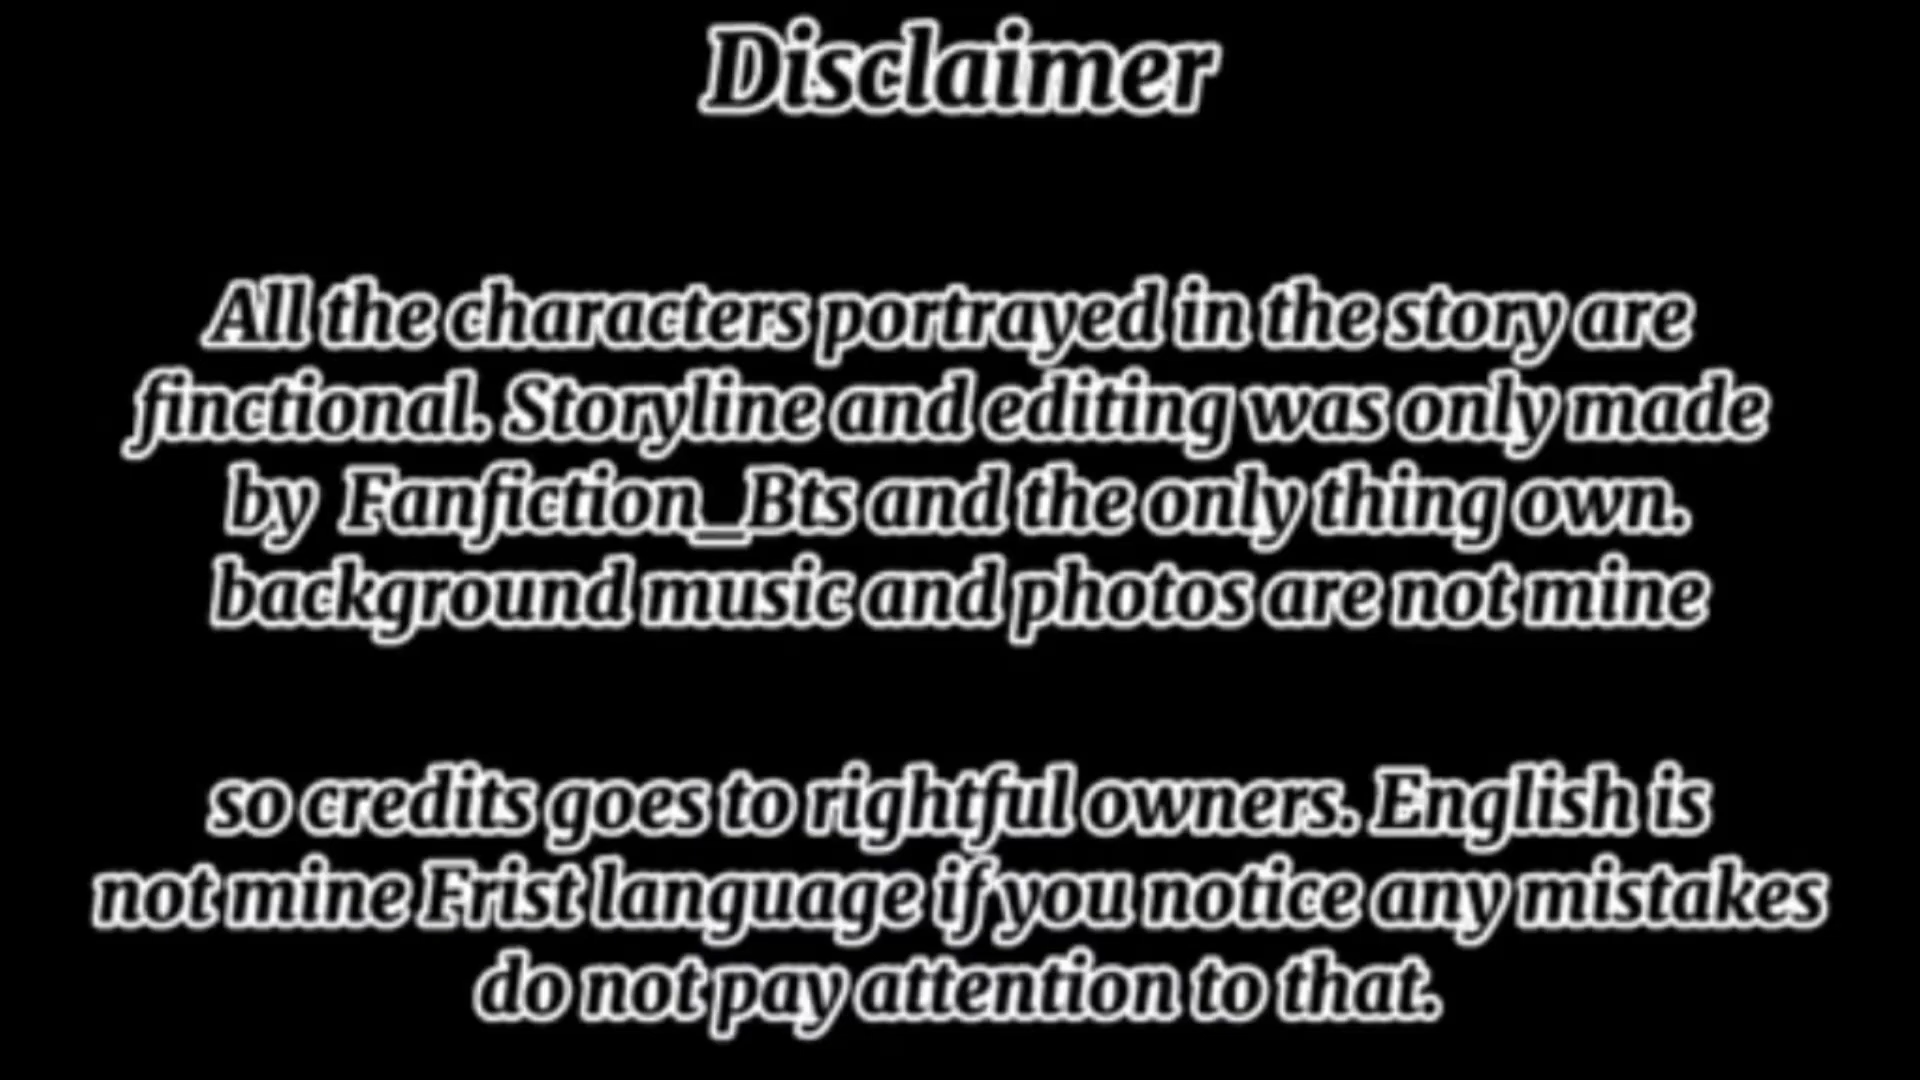 Disclaimer
All the characters portrayed in the story are
finctional. Storyline and editing was only made
by Fanfiction_Bts and the only thing own.
background music and photos are not mine
so credits goes to rightful owners. English is
not mine Frist language if you notice any mistakes
do not pay attention to that.